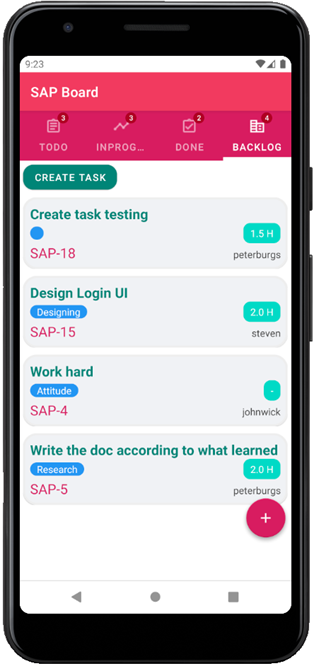 9:23
SAP Board
3 3 2 4
TODO INPROG... DONE BACKLOG
CREATE TASK
Create task testing
1.5 H
SAP-18 peterburgs
Design Login UI
Designing 2.0 H
SAP-15 steven
Work hard
Attitude -
SAP-4 johnwick
Write the doc according to what learned
Research 2.0 H
SAP-5 peterburgs
+